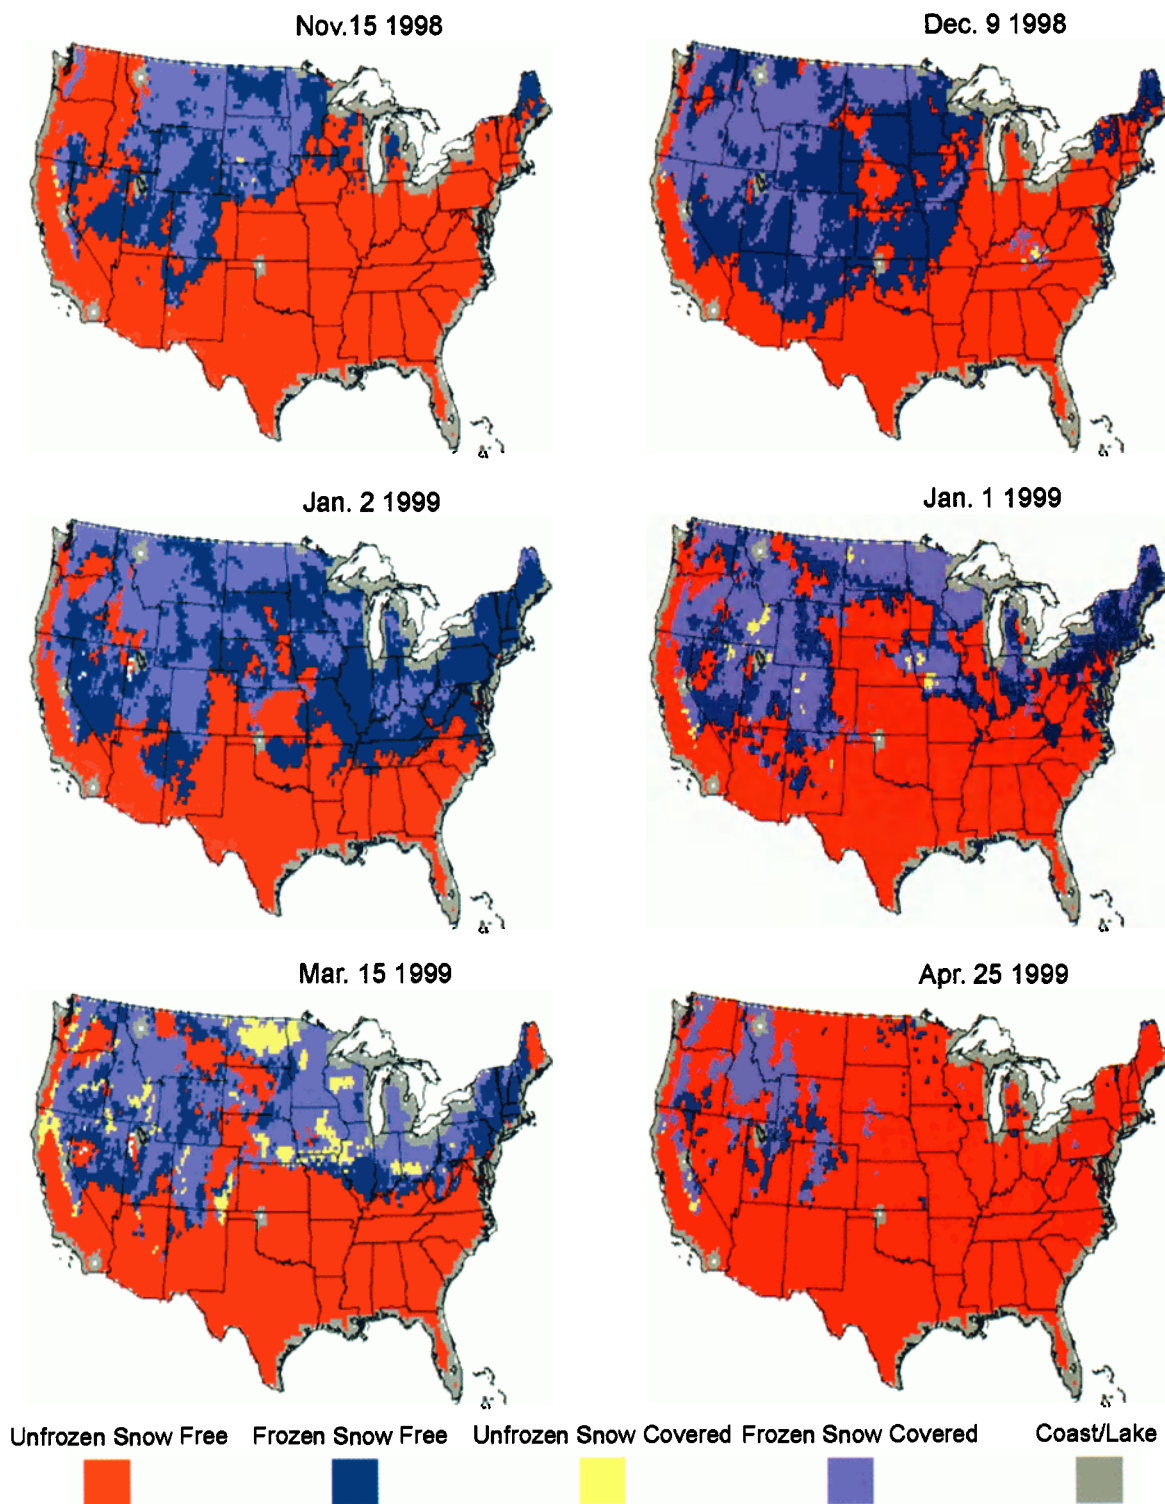 Nov.15 1998
Dec. 9 1998
Jan. 2 1999
Jan. 1 1999
Mar. 15 1999
Apr. 25 1999
Unfrozen Snow Free Frozen Snow Free Unfrozen Snow Covered Frozen Snow Covered Coast/Lake